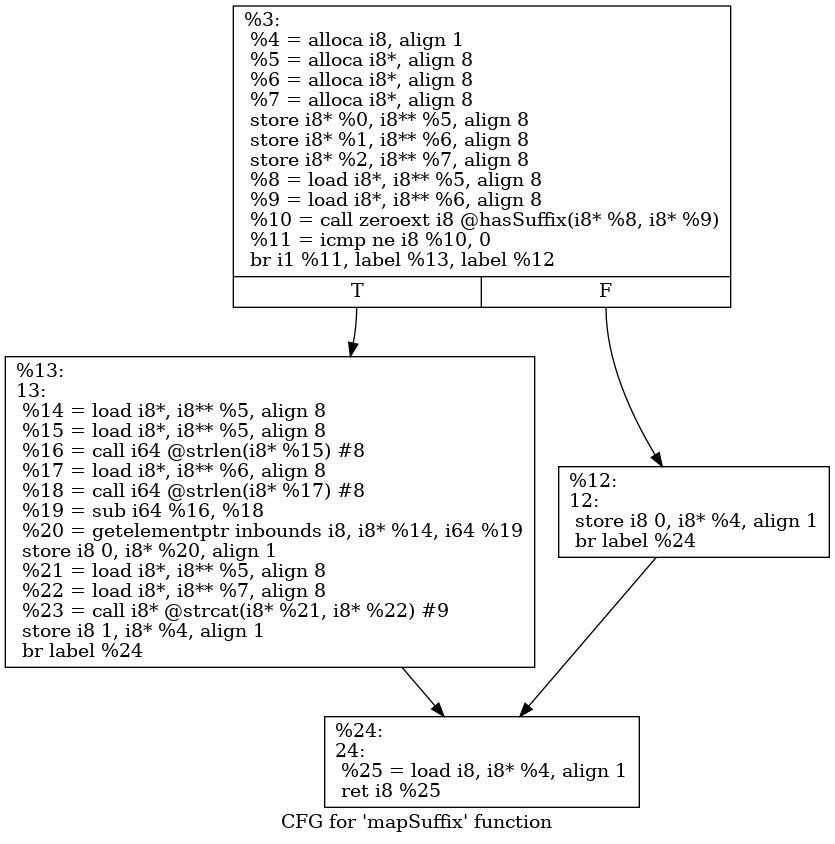 %3:
%4 = alloca i8, align 1
%5 = alloca i8*, align 8
%6 = alloca i8*, align 8
%7 = alloca i8*, align 8
store i8* %0, i8** %5, align 8
store i8* %1, i8** %6, align 8
store i8* %2, i8** %7, align 8
%8 = load i8*, i8** %5, align 8
%9 = load i8*, i8** %6, align 8
%10 = call zeroext i8 @hasSuffix(i8* %8, i8* %9)
%11 = icmp ne i8 %10, 0
br i1 %11, label %13, label %12
T
F
%13:
13:
%14 = load i8*, i8** %5, align 8
%15 = load i8*, i8** %5, align 8
%16 = call i64 @strlen(i8* %15) #8
%17 = load i8*, i8** %6, align 8
%18 = call i64 @strlen(i8* %17) #8
%19 = sub i64 %16, %18
%20 = getelementptr inbounds i8, i8* %14, i64 %19
store i8 0, i8* %20, align 1
%21 = load i8*, i8** %5, align 8
%22 = load i8*, i8** %7, align 8
%23 = call i8* @strcat(i8* %21, i8* %22) #9
store i8 1, i8* %4, align 1
br label %24
%12:
12:
store i8 0, i8* %4, align 1
br label %24
%24:
24:
%25 = load i8, i8* %4, align 1
ret i8 %25
CFG for 'mapSuffix' function